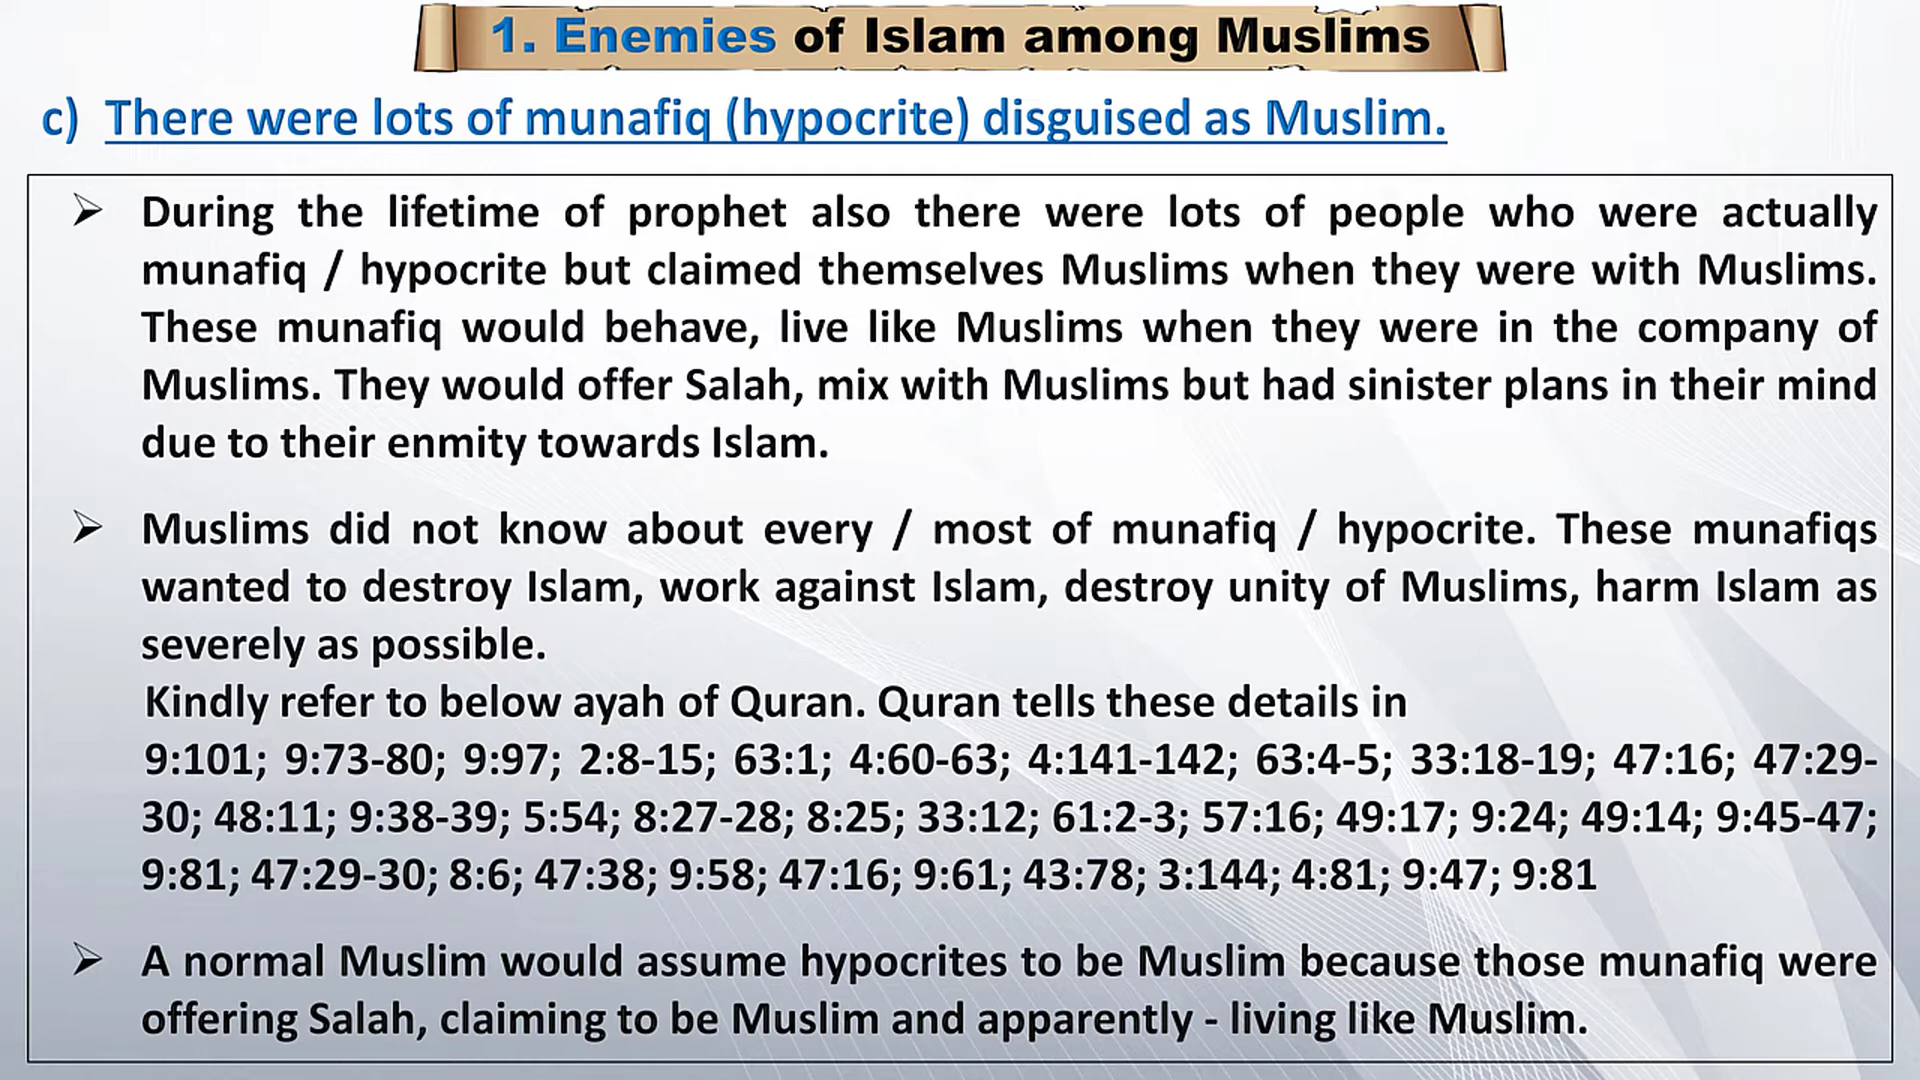 1. Enemies of Islam among Muslims
c) There were lots of munafiq (hypocrite) disguised as Muslim.
➢ During the lifetime of prophet also there were lots of people who were actually
munafiq / hypocrite but claimed themselves Muslims when they were with Muslims.
These munafiq would behave, live like Muslims when they were in the company of
Muslims. They would offer Salah, mix with Muslims but had sinister plans in their mind
due to their enmity towards Islam.
➢ Muslims did not know about every / most of munafiq / hypocrite. These munafiqs
wanted to destroy Islam, work against Islam, destroy unity of Muslims, harm Islam as
severely as possible.
Kindly refer to below ayah of Quran. Quran tells these details in
9:101; 9:73-80; 9:97; 2:8-15; 63:1; 4:60-63; 4:141-142; 63:4-5; 33:18-19; 47:16; 47:29-
30; 48:11; 9:38-39; 5:54; 8:27-28; 8:25; 33:12; 61:2-3; 57:16; 49:17; 9:24; 49:14; 9:45-47;
9:81; 47:29-30; 8:6; 47:38; 9:58; 47:16; 9:61; 43:78; 3:144; 4:81; 9:47; 9:81
➢ A normal Muslim would assume hypocrites to be Muslim because those munafiq were
offering Salah, claiming to be Muslim and apparently - living like Muslim.